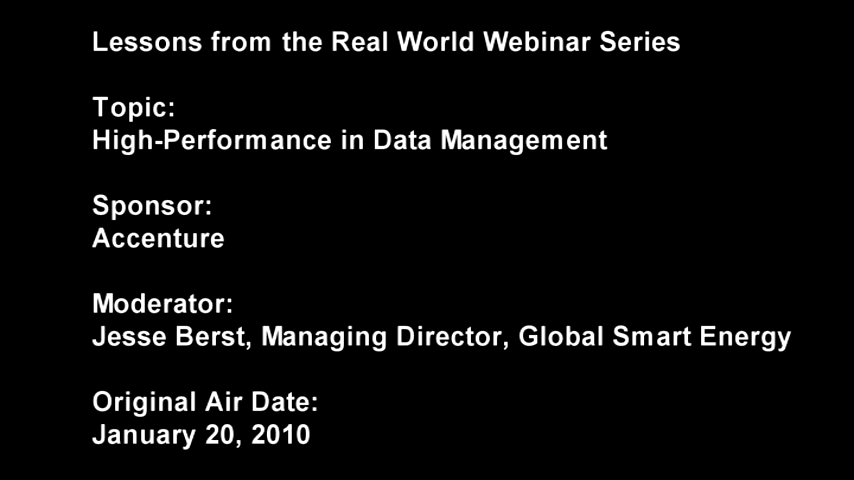 Lessons from the Real World Webinar Series
Topic:
High-Performance in Data Management
Sponsor:
Accenture
Moderator:
Jesse Berst, Managing Director, Global Smart Energy
Original Air Date:
January 20, 2010